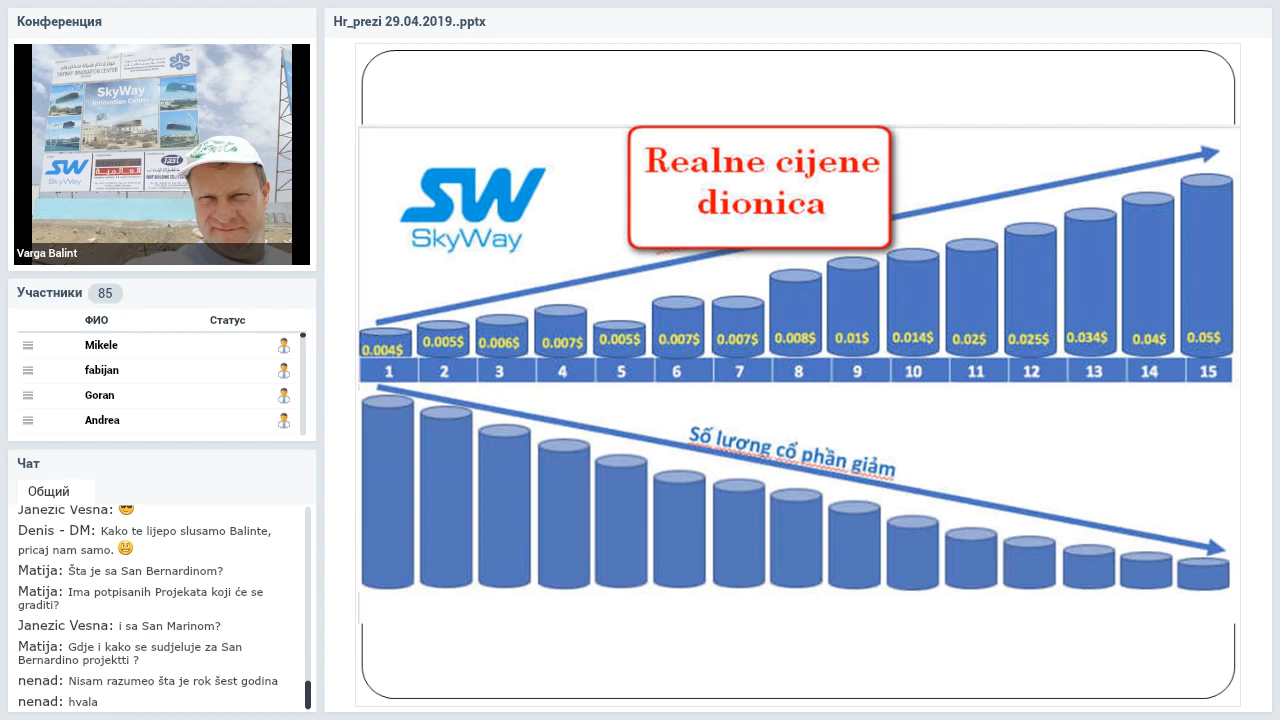 Конференция
SKYWAY INNOVATION CENTER
SkyWay
Innovation Center
SW
SkyWay
Varga Balint
Участники 85
ФИО Статус
Mikele
fabijan
Goran
Andrea
Чат
Общий
Janezic Vesna:
Denis - DM: Kako te lijepo slusamo Balinte,
pricaj nam samo.
Matija: Šta je sa San Bernardinom?
Matija: Ima potpisanih Projekata koji će se
graditi?
Janezic Vesna: i sa San Marinom?
Matija: Gdje i kako se sudjeluje za San
Bernardino projektti ?
nenad: Nisam razumeo šta je rok šest godina
nenad: hvala
Hr_prezi 29.04.2019..pptx
SW
SkyWay
Realne cijene
dionica
0.004$ 0.005$ 0.006$ 0.007$ 0.005$ 0.007$ 0.007$ 0.008$ 0.01$ 0.014$ 0.02$ 0.025$ 0.034$ 0.04$ 0.05$
1 2 3 4 5 6 7 8 9 10 11 12 13 14 15
Số lương cổ phần giảm